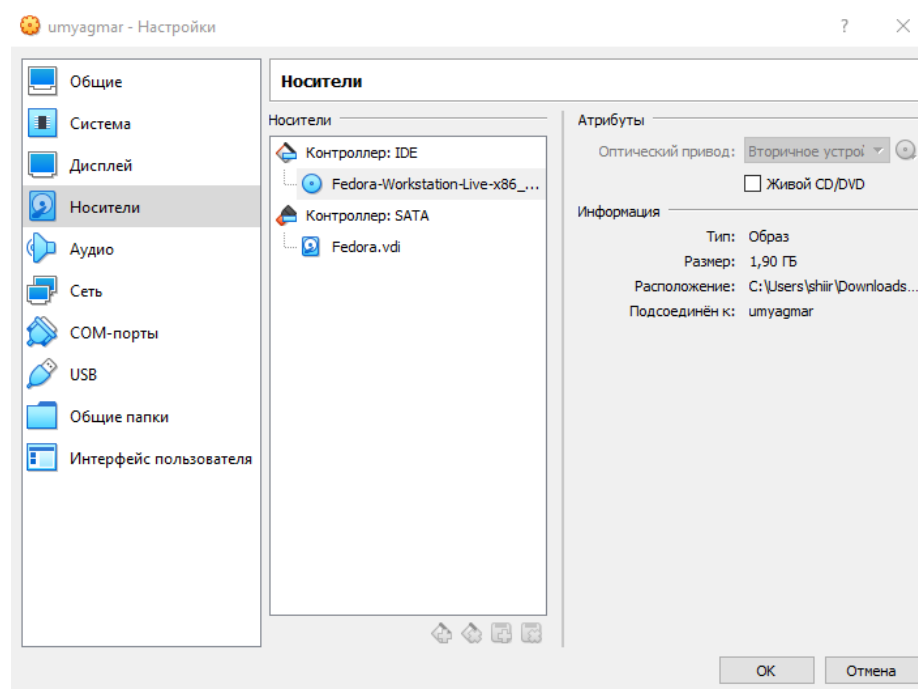 umyagmar - Настройки
?
Общие
Система
Дисплей
Носители
Аудио
Сеть
COM-порты
USB
Общие папки
Интерфейс пользователя
Носители
Носители
Контроллер: IDE
Fedora-Workstation-Live-x86_...
Контроллер: SATA
Fedora.vdi
Атрибуты
Оптический привод: Вторичное устрой
Живой CD/DVD
Информация
Тип: Образ
Размер: 1,90 ГБ
Расположение: C:\Users\shiir\Downloads...
Подсоединён к: umyagmar
OK
Отмена